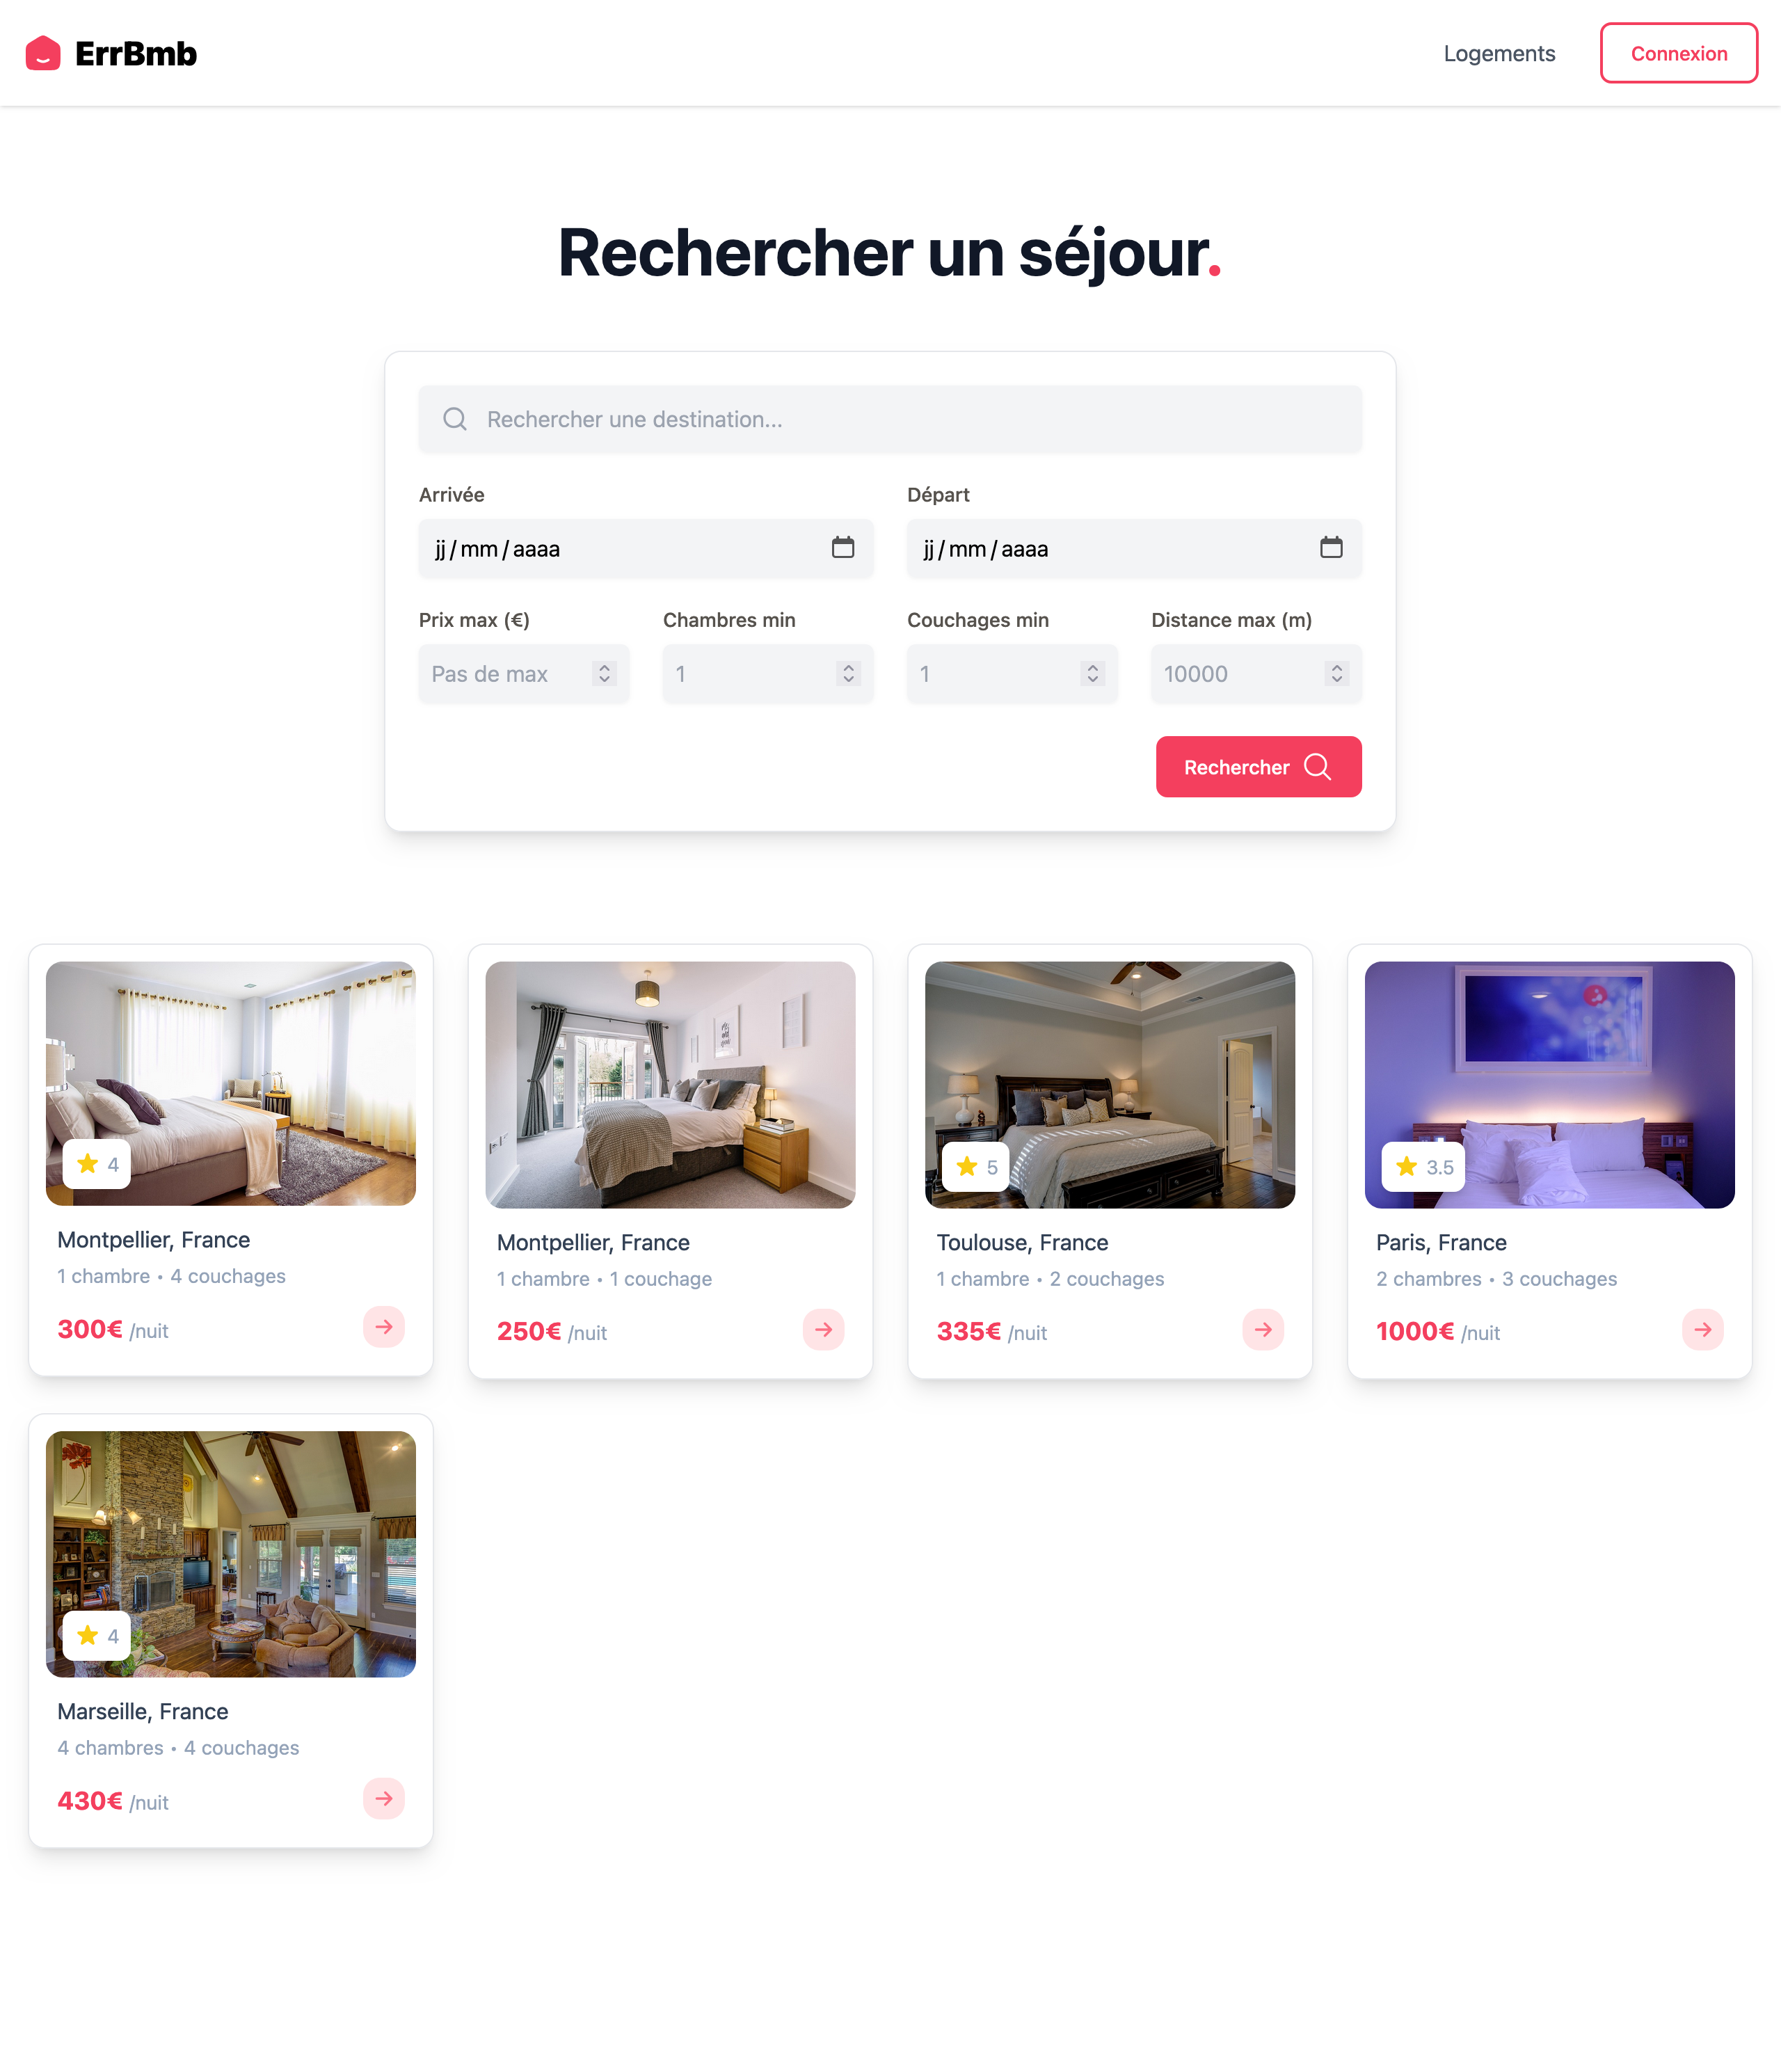 ErrBmb
Logements
Connexion
Rechercher un séjour.
Rechercher une destination...
Arrivée
Départ
jj/mm/aaaa
jj/mm/aaaa
Prix max (€)
Chambres min
Couchages min
Distance max (m)
Pas de max
1
1
10000
Rechercher
4
Montpellier, France
1 chambre • 4 couchages
300€ /nuit
Montpellier, France
1 chambre • 1 couchage
250€ /nuit
5
Toulouse, France
1 chambre • 2 couchages
335€ /nuit
3.5
Paris, France
2 chambres • 3 couchages
1000€ /nuit
4
Marseille, France
4 chambres • 4 couchages
430€ /nuit